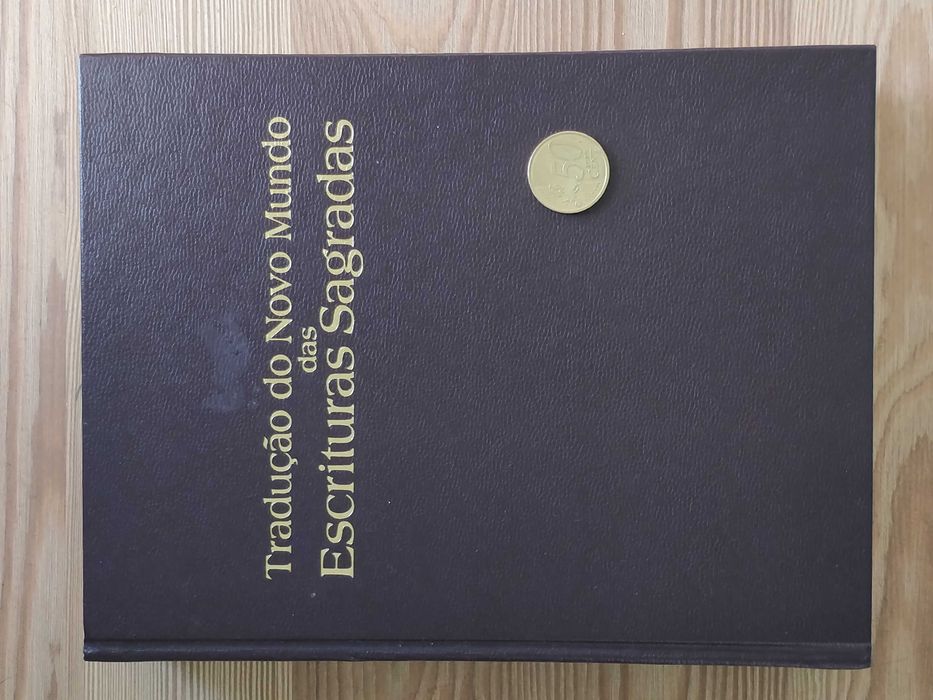 Tradução do Novo Mundo
das
Escrituras Sagradas
50